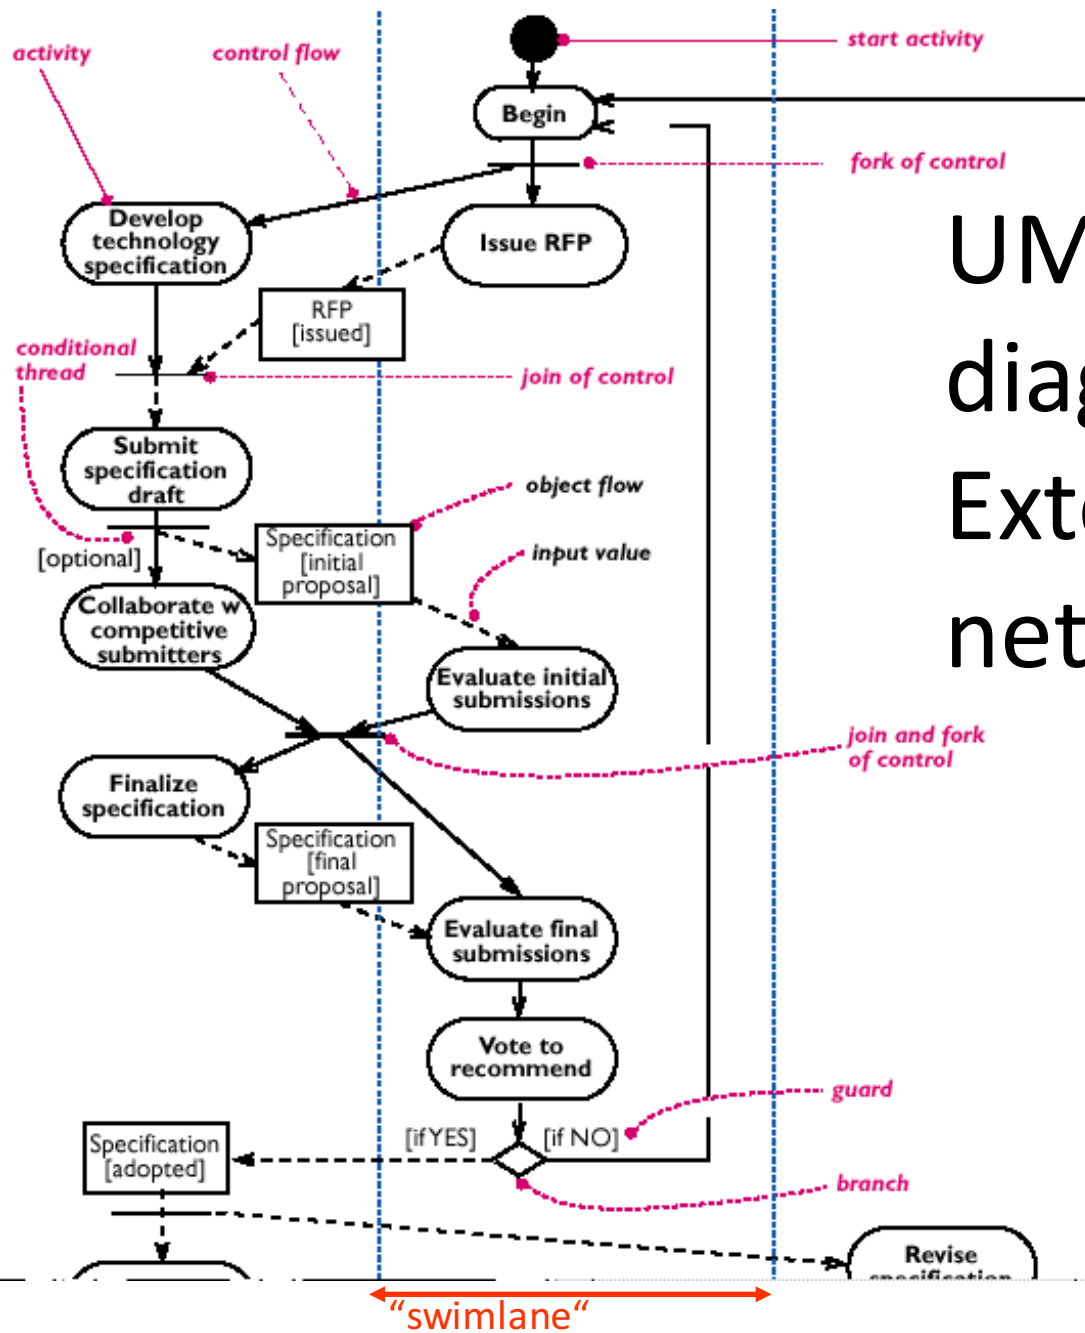 activity
control flow
start activity
Begin
fork of control
Develop
technology
specification
Issue RFP
RFP
[issued]
conditional
thread
join of control
Submit
specification
draft
object flow
Specification
[initial
proposal]
input value
[optional]
Collaborate w
competitive
submitters
Evaluate initial
submissions
join and fork
of control
Finalize
specification
Specification
[final
proposal]
Evaluate final
submissions
Vote to
recommend
guard
[if YES]
[if NO]
Specification
[adopted]
branch
Revise
specification
"swimlane"
UM
diag
Exte
net